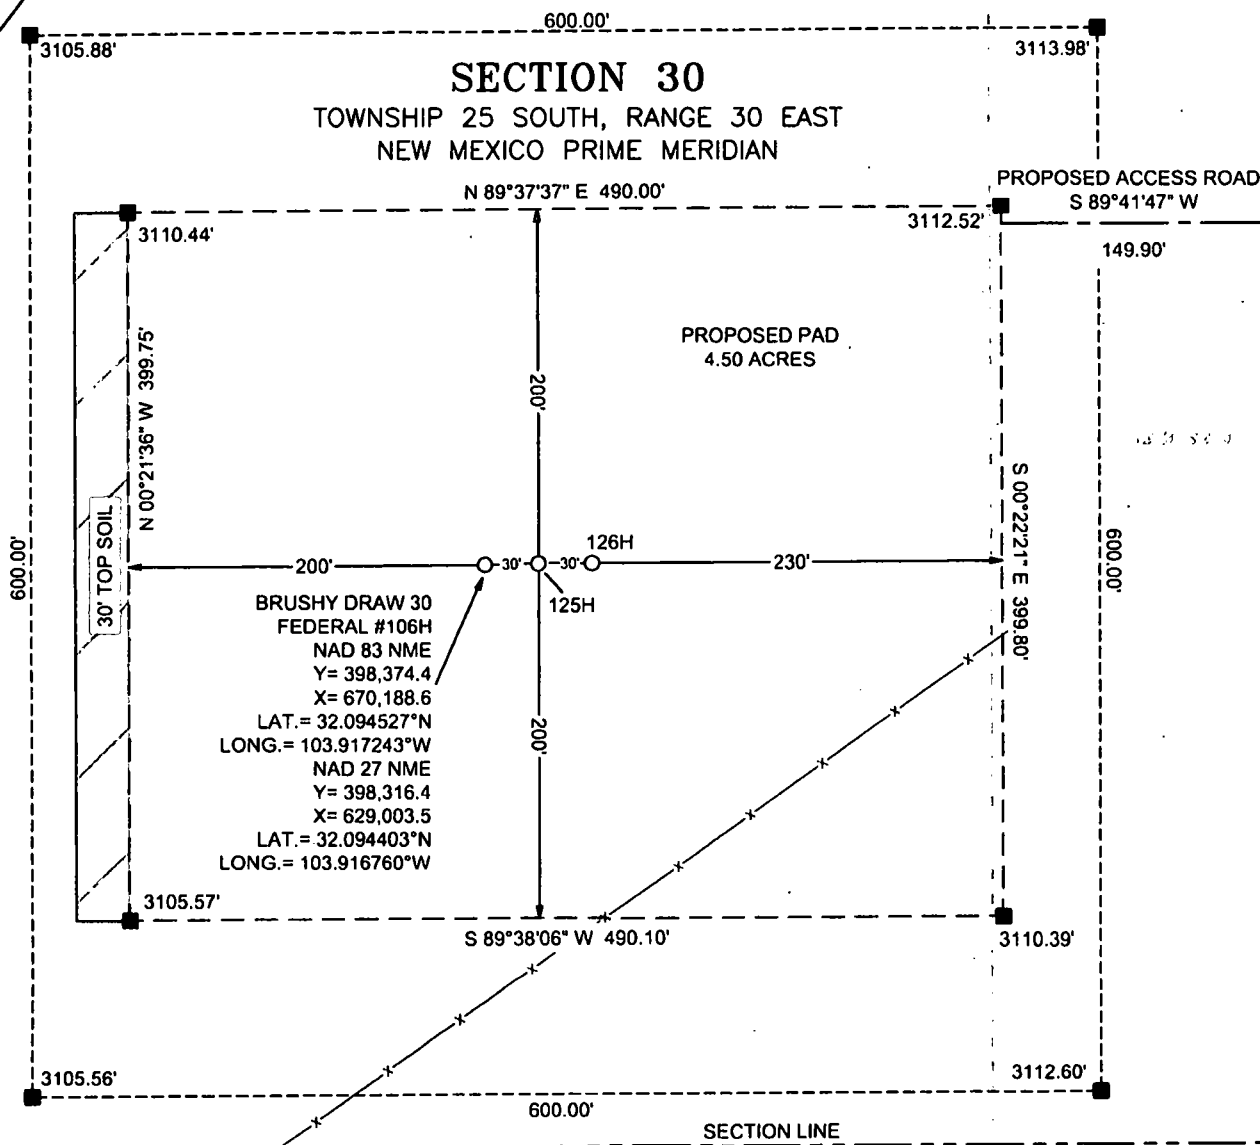 600.00'
3105.88'
3113.98'
SECTION 30
TOWNSHIP 25 SOUTH, RANGE 30 EAST
NEW MEXICO PRIME MERIDIAN
N 89°37'37" E 490.00'
PROPOSED ACCESS ROAD
S 89°41'47" W
149.90'
3110.44'
3112.52'
N 00°21'36" W 399.75'
PROPOSED PAD
4.50 ACRES
200'
30' TOP SOIL
600.00'
200'
30'
30'
126H
230'
125H
S 00°22'21" E 399.80'
600.00'
BRUSHY DRAW 30
FEDERAL #106H
NAD 83 NME
Y= 398,374.4
X= 670,188.6
LAT.= 32.094527°N
LONG.= 103.917243°W
NAD 27 NME
Y= 398,316.4
X= 629,003.5
LAT.= 32.094403°N
LONG.= 103.916760°W
200'
3105.57'
S 89°38'06" W 490.10'
3110.39'
3105.56'
3112.60'
600.00'
SECTION LINE